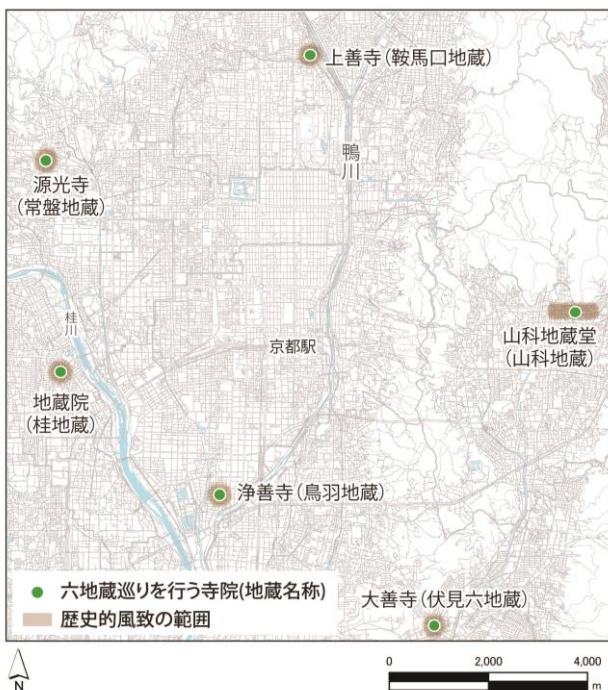 上善寺(鞍馬口地蔵)
鴨川
源光寺
(常盤地蔵)
桂川
山科地蔵堂
(山科地蔵)
京都駅
地蔵院
(桂地蔵)
浄善寺(鳥羽地蔵)
六地蔵巡りを行う寺院(地蔵名称)
歴史的風致の範囲
大善寺(伏見六地蔵)
N
0 2,000 4,000
m